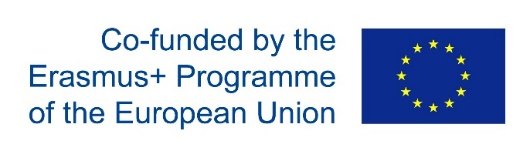 Co-funded by the
Erasmus+ Programme
of the European Union